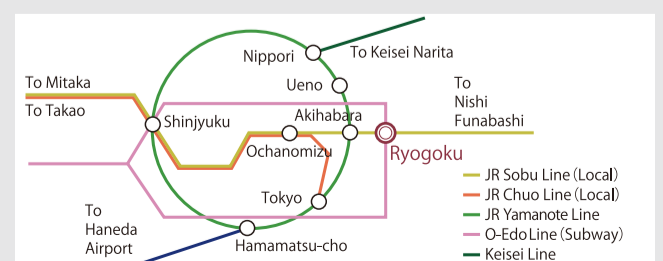 Nippori
To Keisei Narita
Ueno
To Mitaka
To Takao
To
Nishi
Funabashi
Shinjyuku
Akihabara
Ochanomizu
Ryogoku
Tokyo
To
Haneda
Airport
Hamamatsu-cho
JR Sobu Line (Local)
JR Chuo Line (Local)
JR Yamanote Line
O-Edo Line (Subway)
Keisei Line